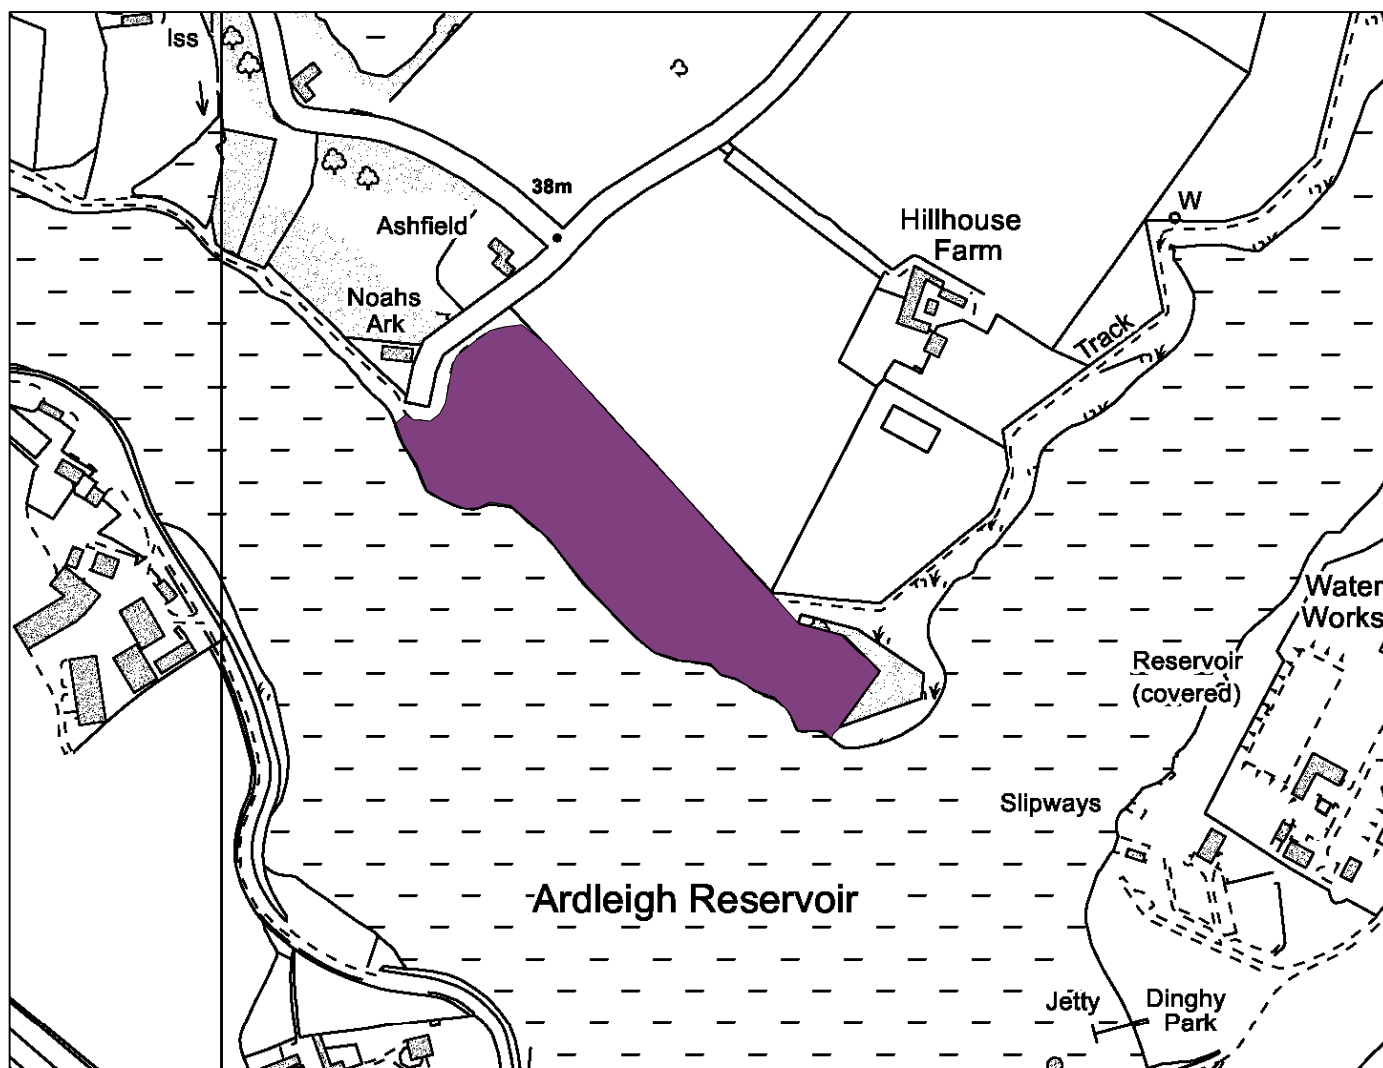 Iss
38m
W
Ashfield
Hillhouse
Farm
Noahs
Ark
Track
Water
Works
Reservoir
(covered)
Slipways
Ardleigh Reservoir
Jetty
Dinghy
Park